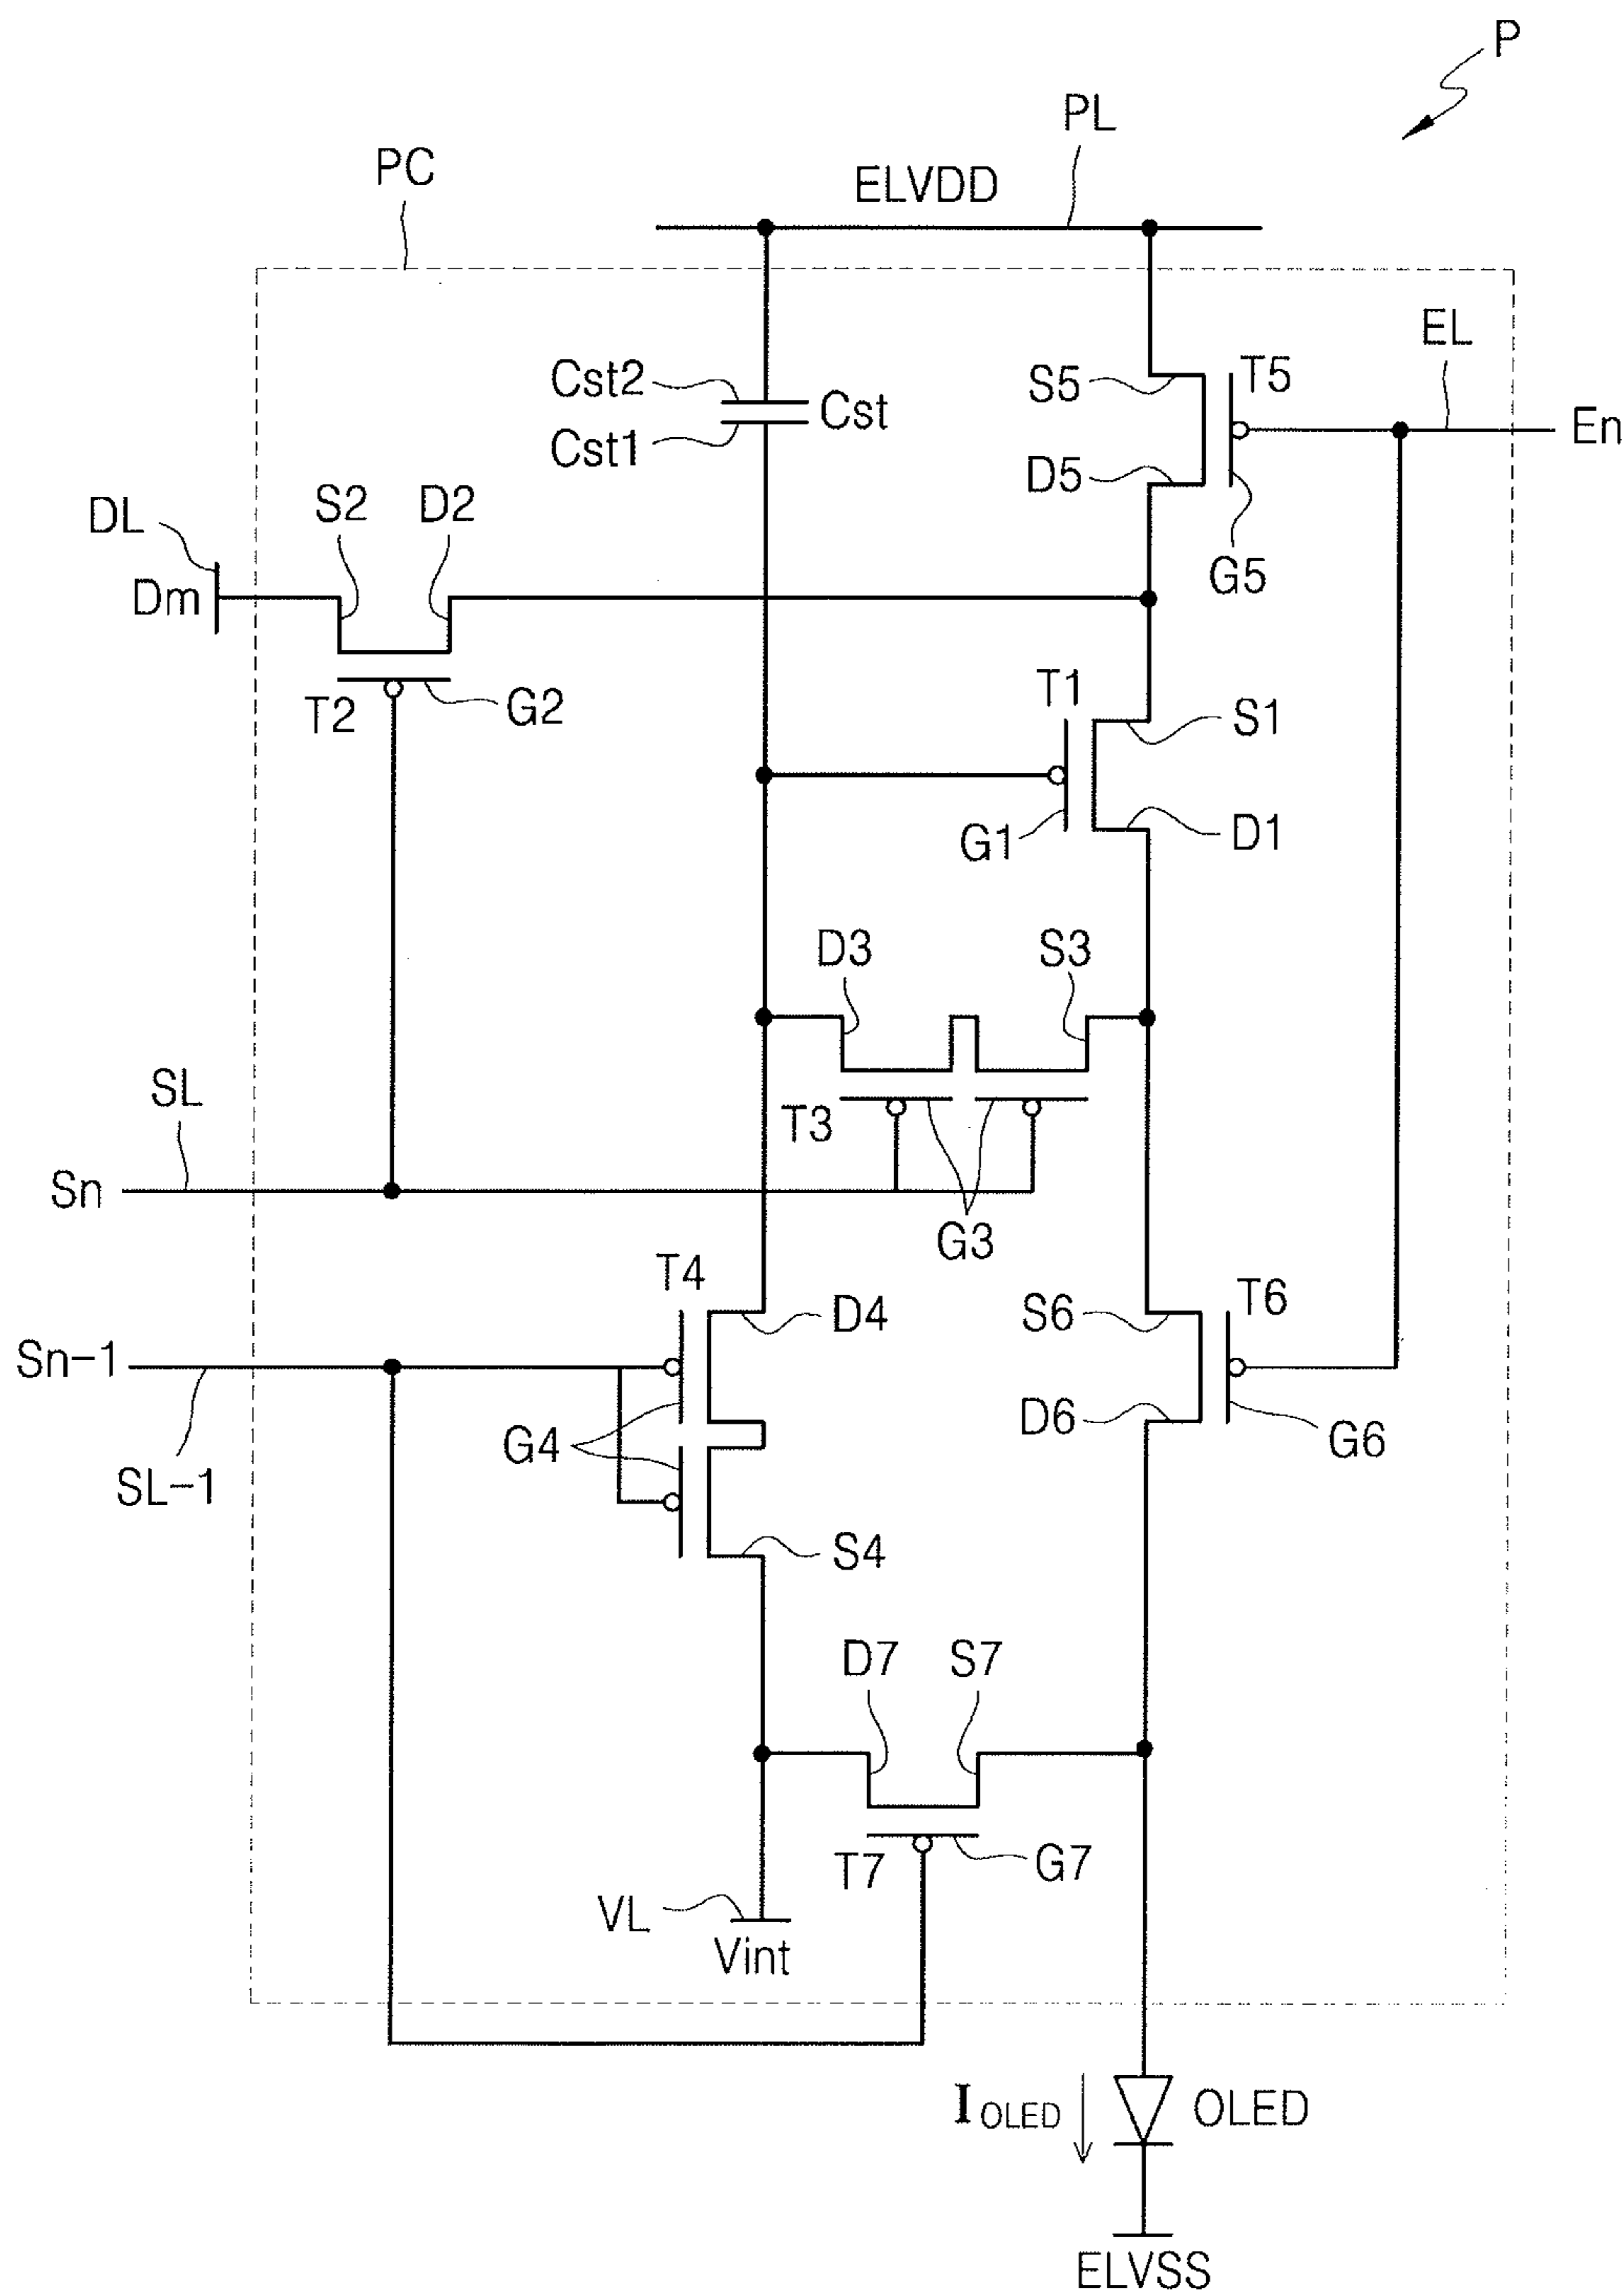 P
PL
PC
ELVDD
EL
Cst2
Cst
Cst1
S5
T5
En
D5
G5
DL
S2
D2
Dm
T2
G2
T1
S1
G1
D1
D3
S3
SL
T3
Sn
G3
T4
D4
S6
T6
Sn-1
D6
G6
G4
SL-1
S4
D7
S7
T7
G7
VL
Vint
I OLED
OLED
ELVSS